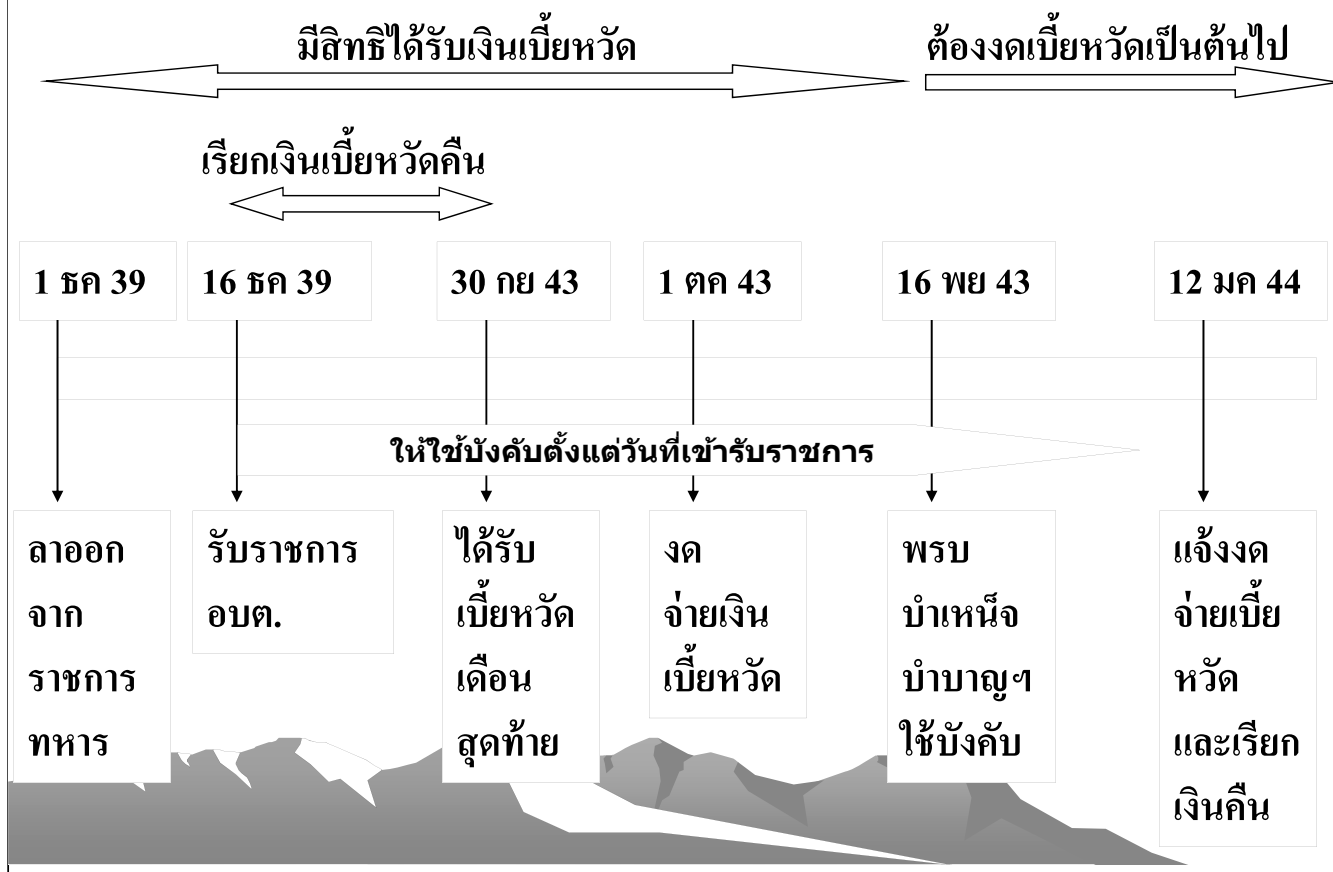 มีสิทธิได้รับเงินเบี้ยหวัด
ต้องงดเบี้ยหวัดเป็นต้นไป
เรียกเงินเบี้ยหวัดคืน
1 ธค 39
16 ธค 39
30 กย 43
1 ตค 43
16 พย 43
12 มค 44
ให้ใช้บังคับตั้งแต่วันที่เข้ารับราชการ
ลาออก
จาก
ราชการ
ทหาร
รับราชการ
อบต.
ได้รับ
เบี้ยหวัด
เดือน
สุดท้าย
งด
จ่ายเงิน
เบี้ยหวัด
พรบ
บำเหน็จ
บำบาญฯ
ใช้บังคับ
แจ้งงด
จ่ายเบี้ย
หวัด
และเรียก
เงินคืน